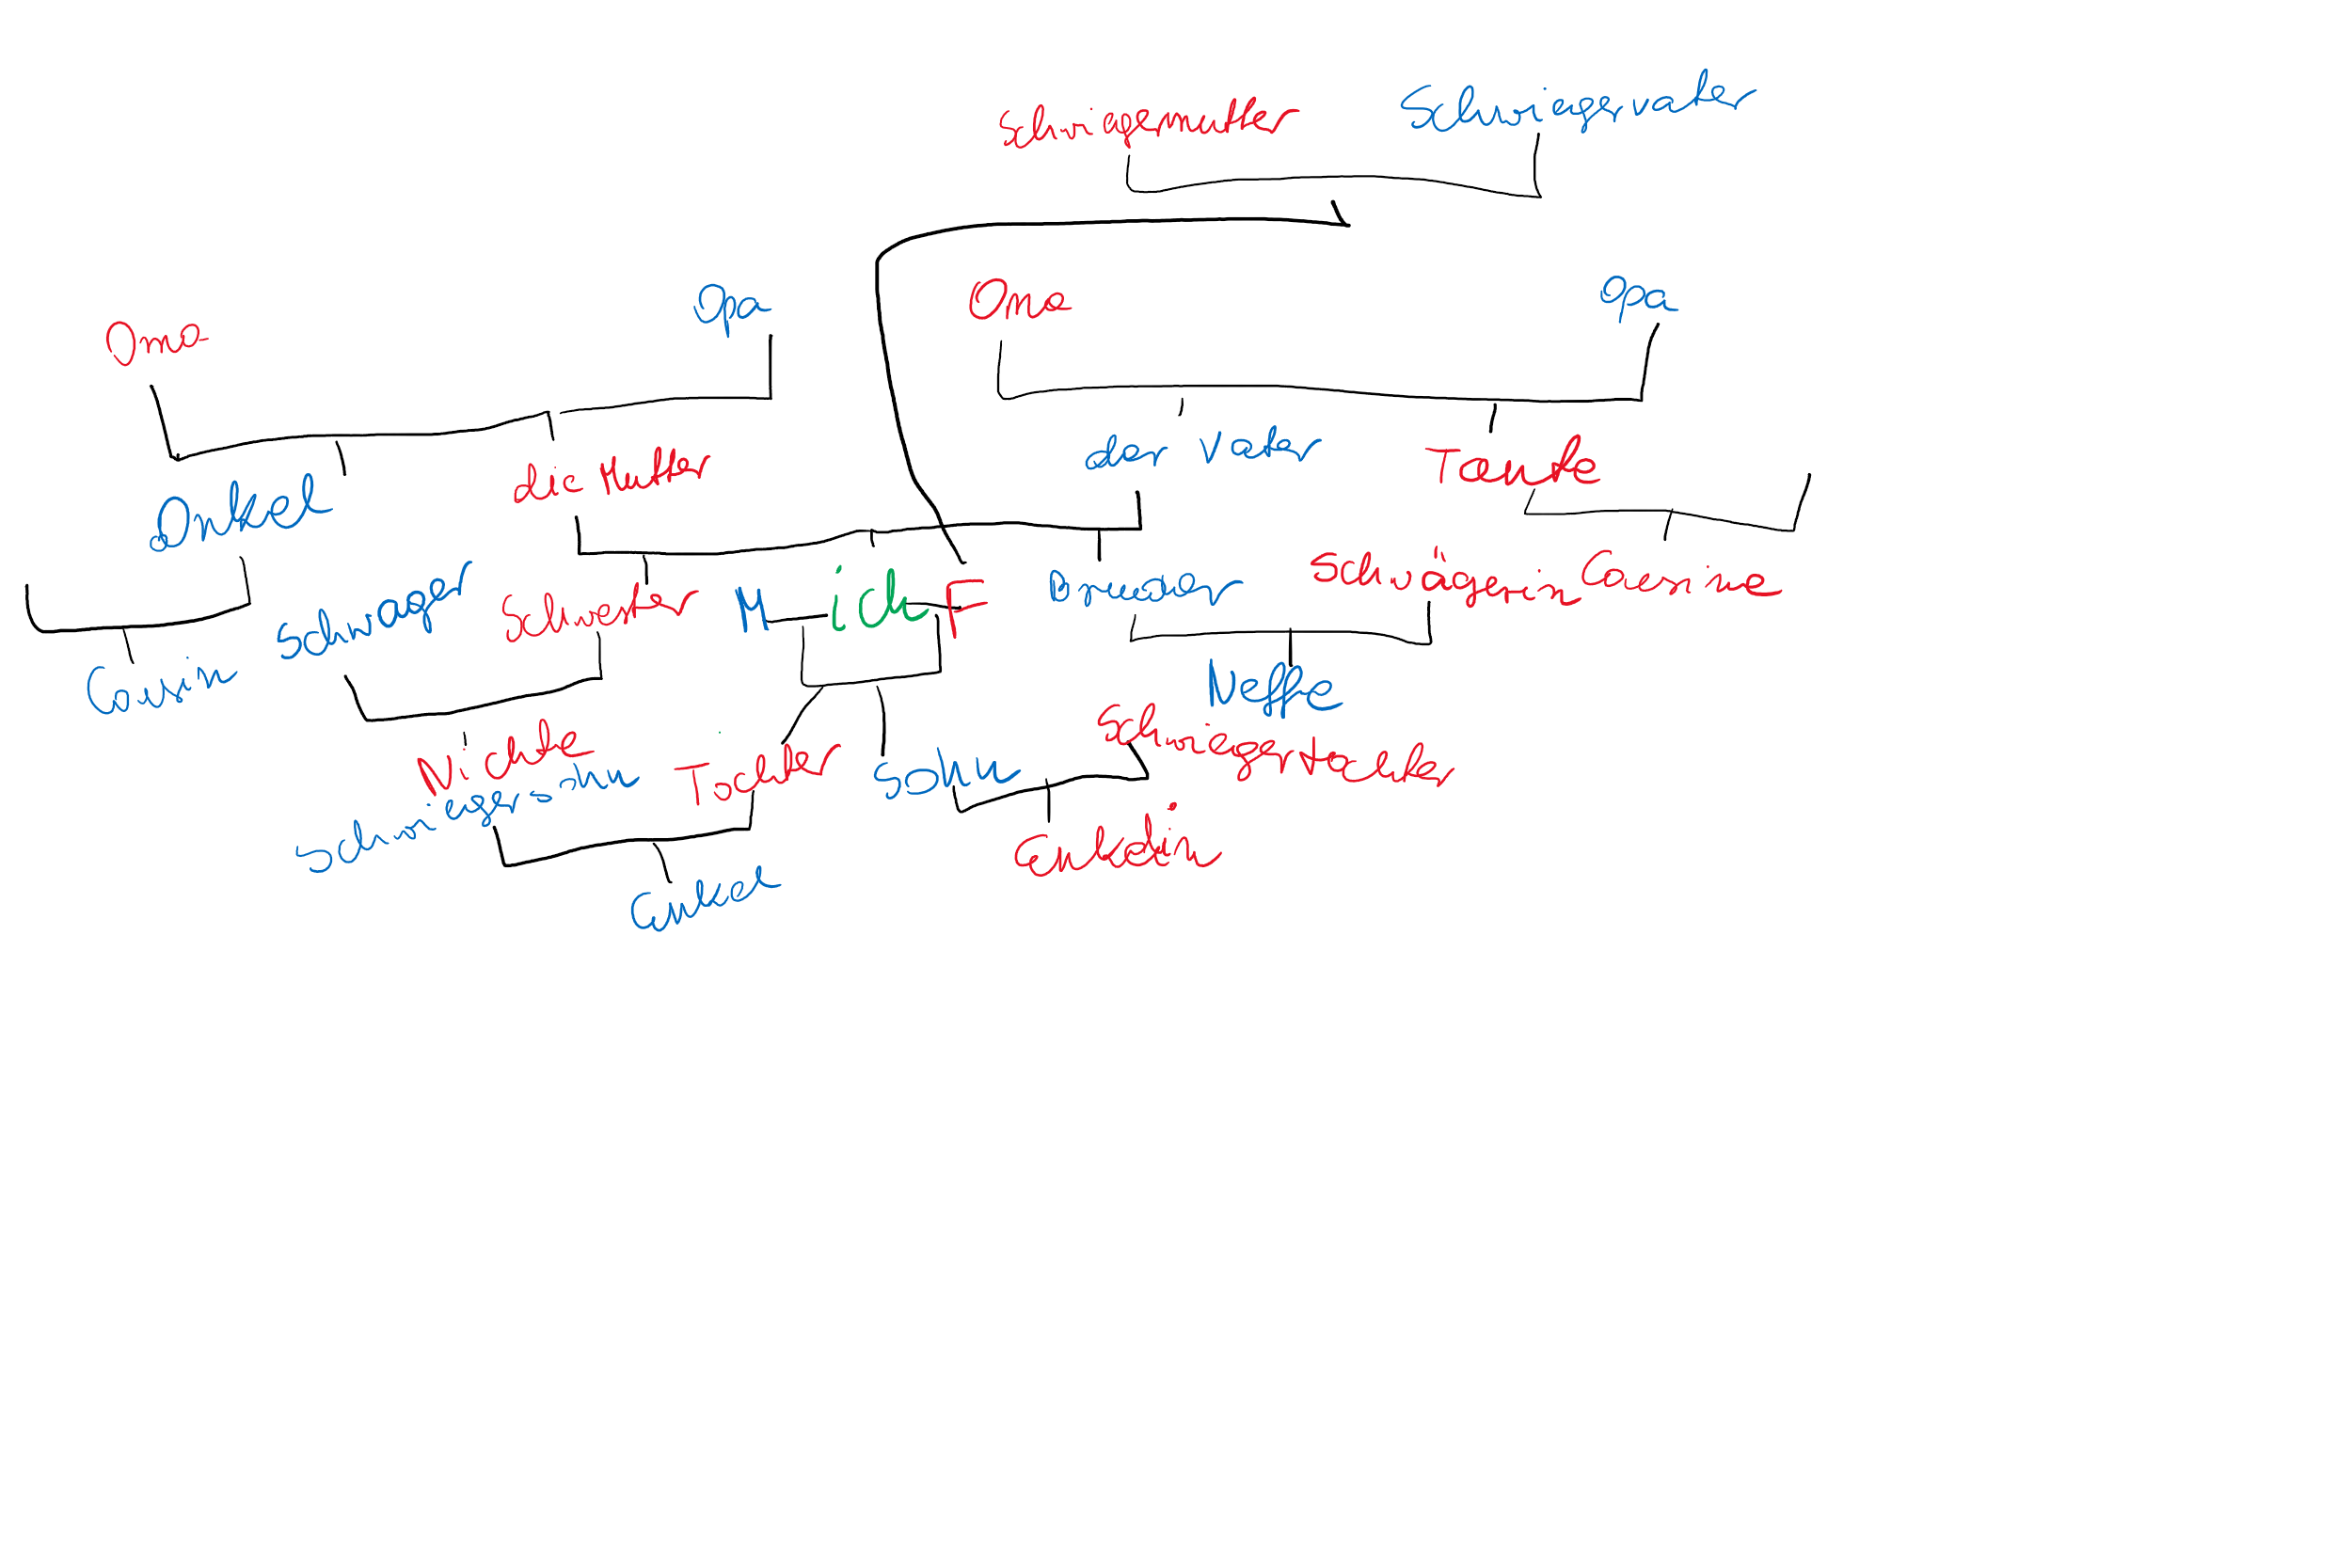 Schwiegemutter Schwiegervater
Oma Opa Oma Opa
Onkel die Mutter der Vater Tante
Schwager Schwester M ich F Bruder Schwägerin Cousine
Cousin Neffe
Nichte Tochter Sohn Schwiegertochter
Schwiegersohn Enkelin
Enkel